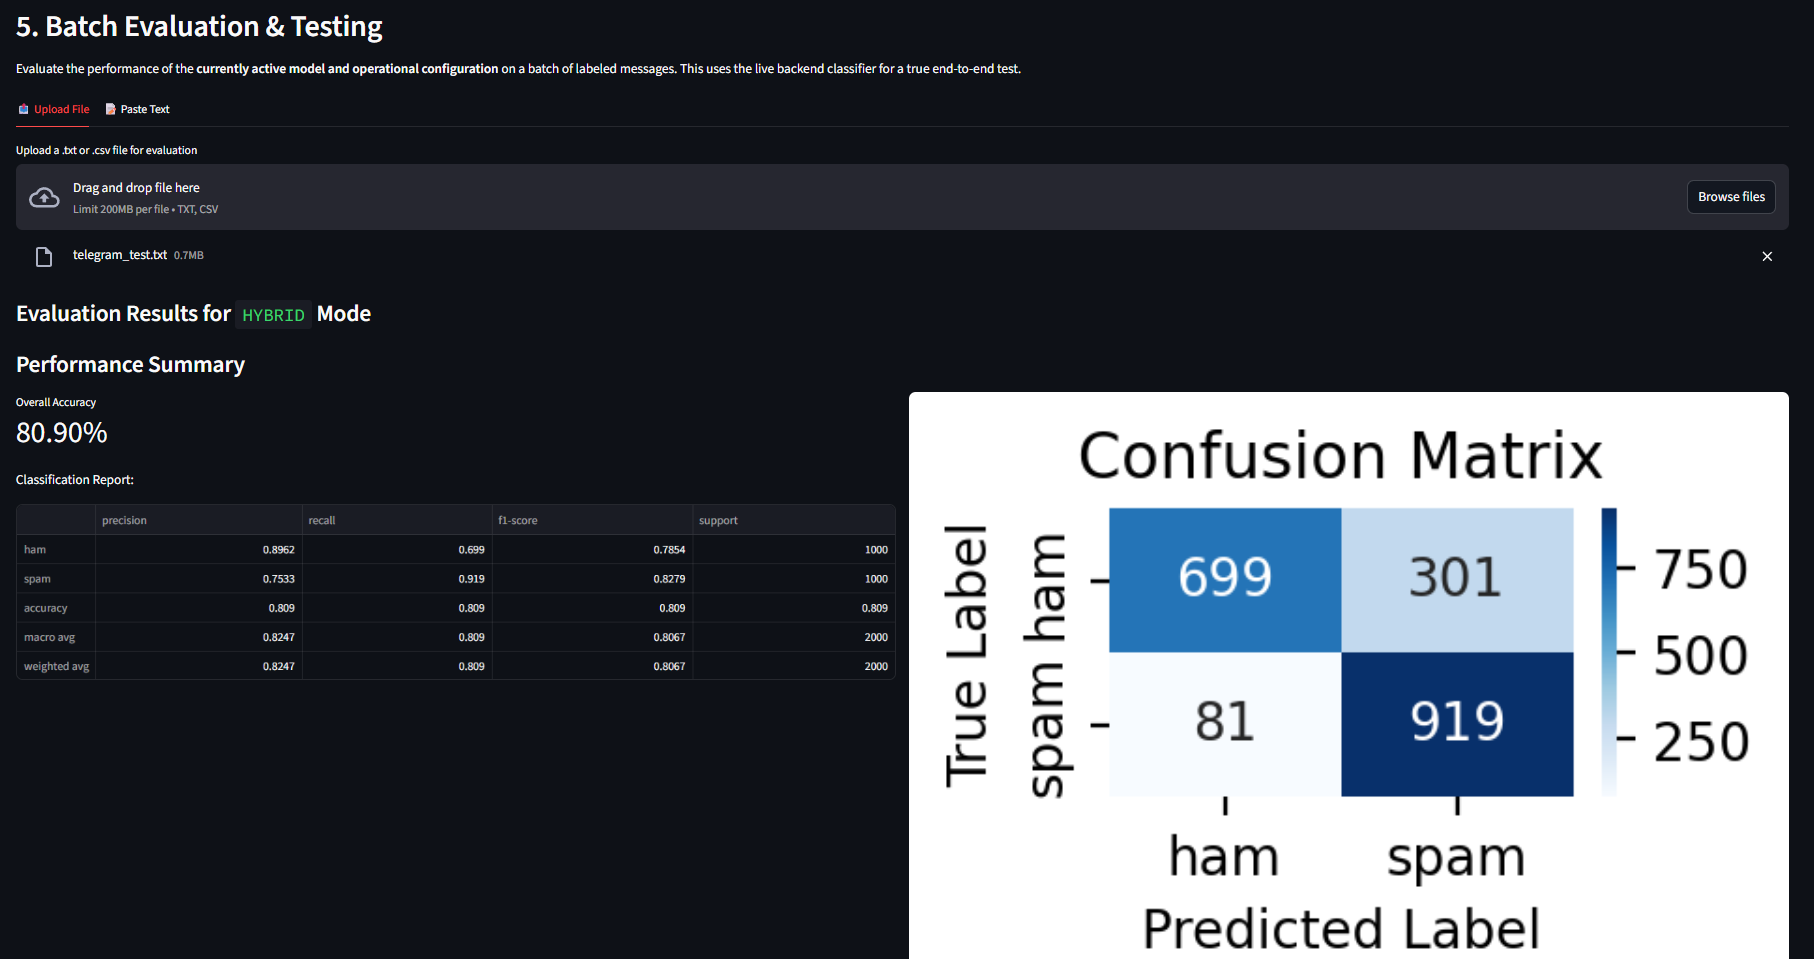 5. Batch Evaluation & Testing
Evaluate the performance of the currently active model and operational configuration on a batch of labeled messages. This uses the live backend classifier for a true end-to-end test.
Upload File
Paste Text
Upload a .txt or .csv file for evaluation
Drag and drop file here
Limit 200MB per file • TXT, CSV
Browse files
telegram_test.txt 0.7MB
Evaluation Results for HYBRID Mode
Performance Summary
Overall Accuracy
80.90%
Classification Report:
precision recall f1-score support
ham 0.8962 0.699 0.7854 1000
spam 0.7533 0.919 0.8279 1000
accuracy 0.809 0.809 0.809 0.809
macro avg 0.8247 0.809 0.8067 2000
weighted avg 0.8247 0.809 0.8067 2000
Confusion Matrix
True Label
ham
spam
699 301
81 919
750
500
250
ham spam
Predicted Label